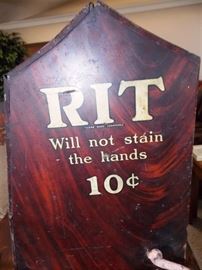 RIT
Will not stain
the hands
10¢